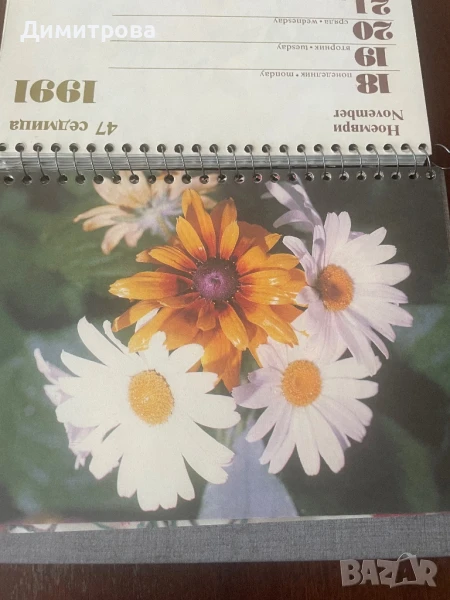 Димитрова
Ноември
November
47 седмица
1991
18
понеделник • monday
19
вторник • tuesday
20
сряда • wednesday
21
BAZAR